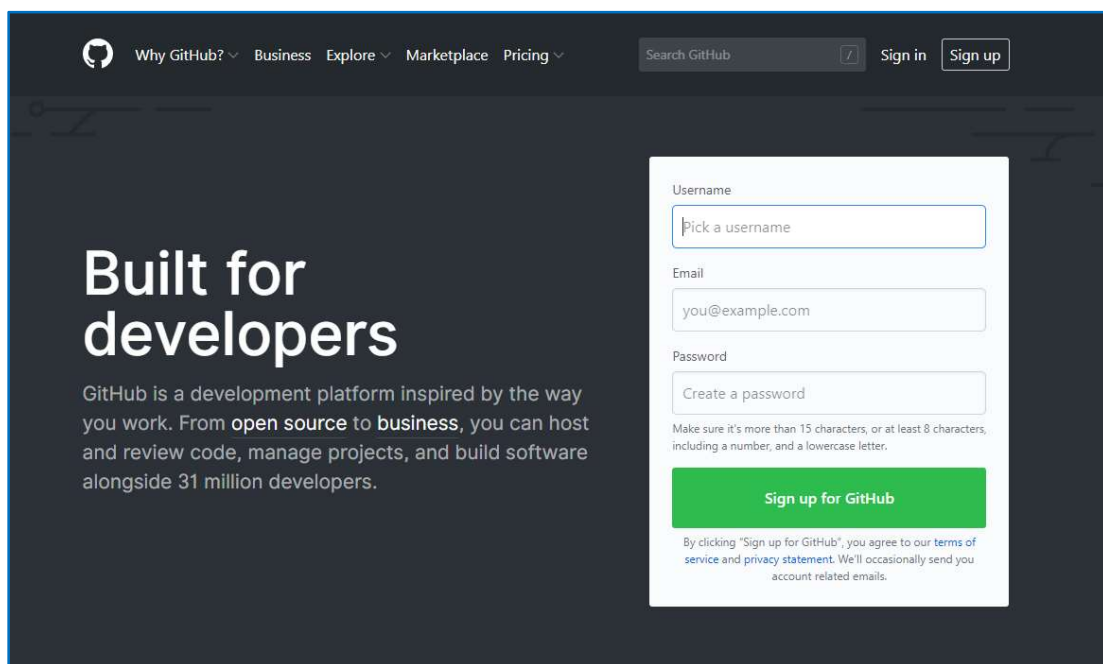 Why GitHub? Business Explore Marketplace Pricing Search GitHub / Sign in Sign up
Built for
developers
GitHub is a development platform inspired by the way
you work. From open source to business, you can host
and review code, manage projects, and build software
alongside 31 million developers.
Username
Pick a username
Email
you@example.com
Password
Create a password
Make sure it's more than 15 characters, or at least 8 characters,
including a number, and a lowercase letter.
Sign up for GitHub
By clicking "Sign up for GitHub", you agree to our terms of
service and privacy statement. We'll occasionally send you
account related emails.